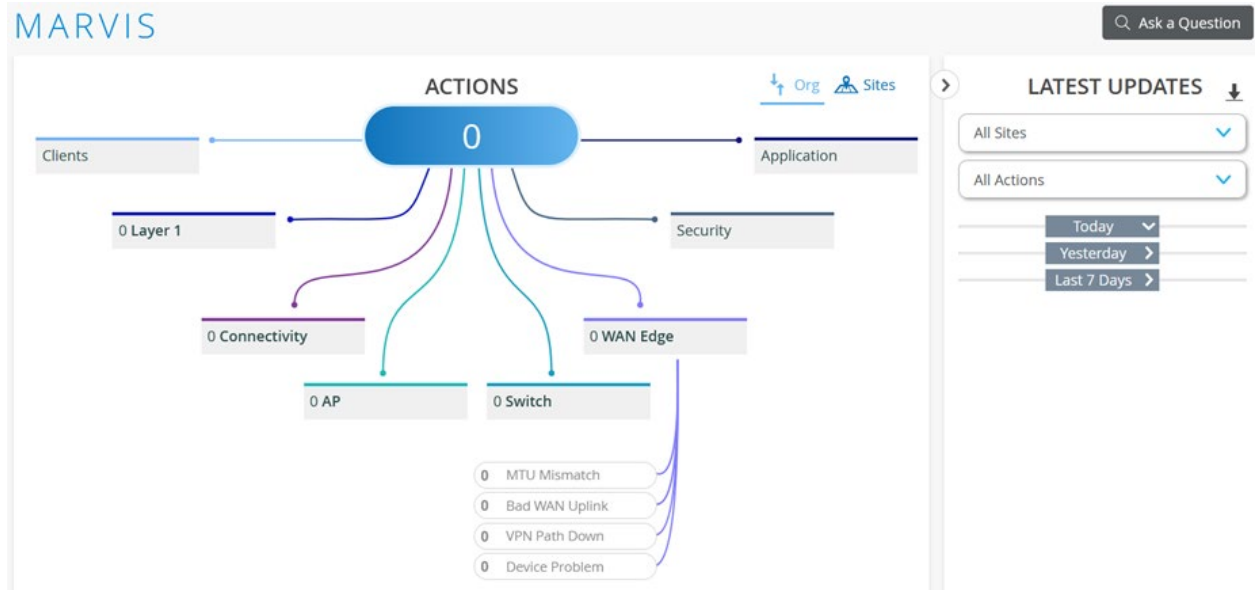 MARVIS
Ask a Question
ACTIONS
Org
Sites
0
Clients
Application
0 Layer 1
Security
0 Connectivity
0 WAN Edge
0 AP
0 Switch
0 MTU Mismatch
0 Bad WAN Uplink
0 VPN Path Down
0 Device Problem
LATEST UPDATES
All Sites
All Actions
Today
Yesterday
Last 7 Days